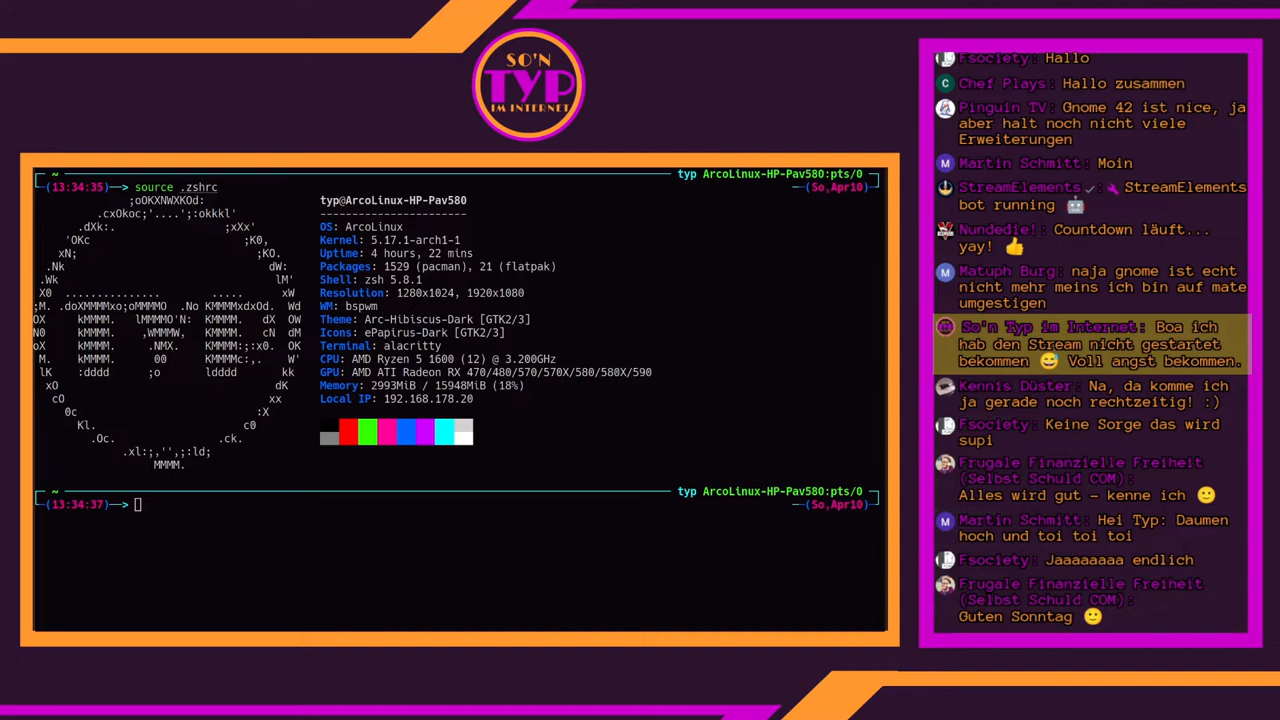 SO'N
TYP
IM INTERNET
~ typ ArcoLinux-HP-Pav580:pts/0
(13:34:35)──> source .zshrc (So,Apr10)
typ@ArcoLinux-HP-Pav580
-----------------------
OS: ArcoLinux
Kernel: 5.17.1-arch1-1
Uptime: 4 hours, 22 mins
Packages: 1529 (pacman), 21 (flatpak)
Shell: zsh 5.8.1
Resolution: 1280x1024, 1920x1080
WM: bspwm
Theme: Arc-Hibiscus-Dark [GTK2/3]
Icons: ePapirus-Dark [GTK2/3]
Terminal: alacritty
CPU: AMD Ryzen 5 1600 (12) @ 3.200GHz
GPU: AMD ATI Radeon RX 470/480/570/570X/580/580X/590
Memory: 2993MiB / 15948MiB (18%)
Local IP: 192.168.178.20
~ typ ArcoLinux-HP-Pav580:pts/0
(13:34:37)──> (So,Apr10)
Fsociety: Hallo
Chef Plays: Hallo zusammen
Pinguin TV: Gnome 42 ist nice, ja
aber halt noch nicht viele
Erweiterungen
Martin Schmitt: Moin
StreamElements: StreamElements
bot running 🤖
Nundedie!: Countdown läuft...
yay! 👍
Matuph Burg: naja gnome ist echt
nicht mehr meins ich bin auf mate
umgestigen
So'n Typ im Internet: Boa ich
hab den Stream nicht gestartet
bekommen 😅 Voll angst bekommen.
Kennis Düster: Na, da komme ich
ja gerade noch rechtzeitig! :)
Fsociety: Keine Sorge das wird
supi
Frugale Finanzielle Freiheit
(Selbst Schuld COM):
Alles wird gut - kenne ich 🙂
Martin Schmitt: Hei Typ: Daumen
hoch und toi toi toi
Fsociety: Jaaaaaaaa endlich
Frugale Finanzielle Freiheit
(Selbst Schuld COM):
Guten Sonntag 🙂